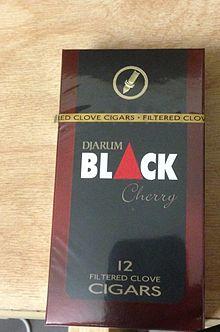 ED CLOVE CIGARS • FILTERED CLOV
DJARUM
BLACK
Cherry
12
FILTERED CLOVE
CIGARS